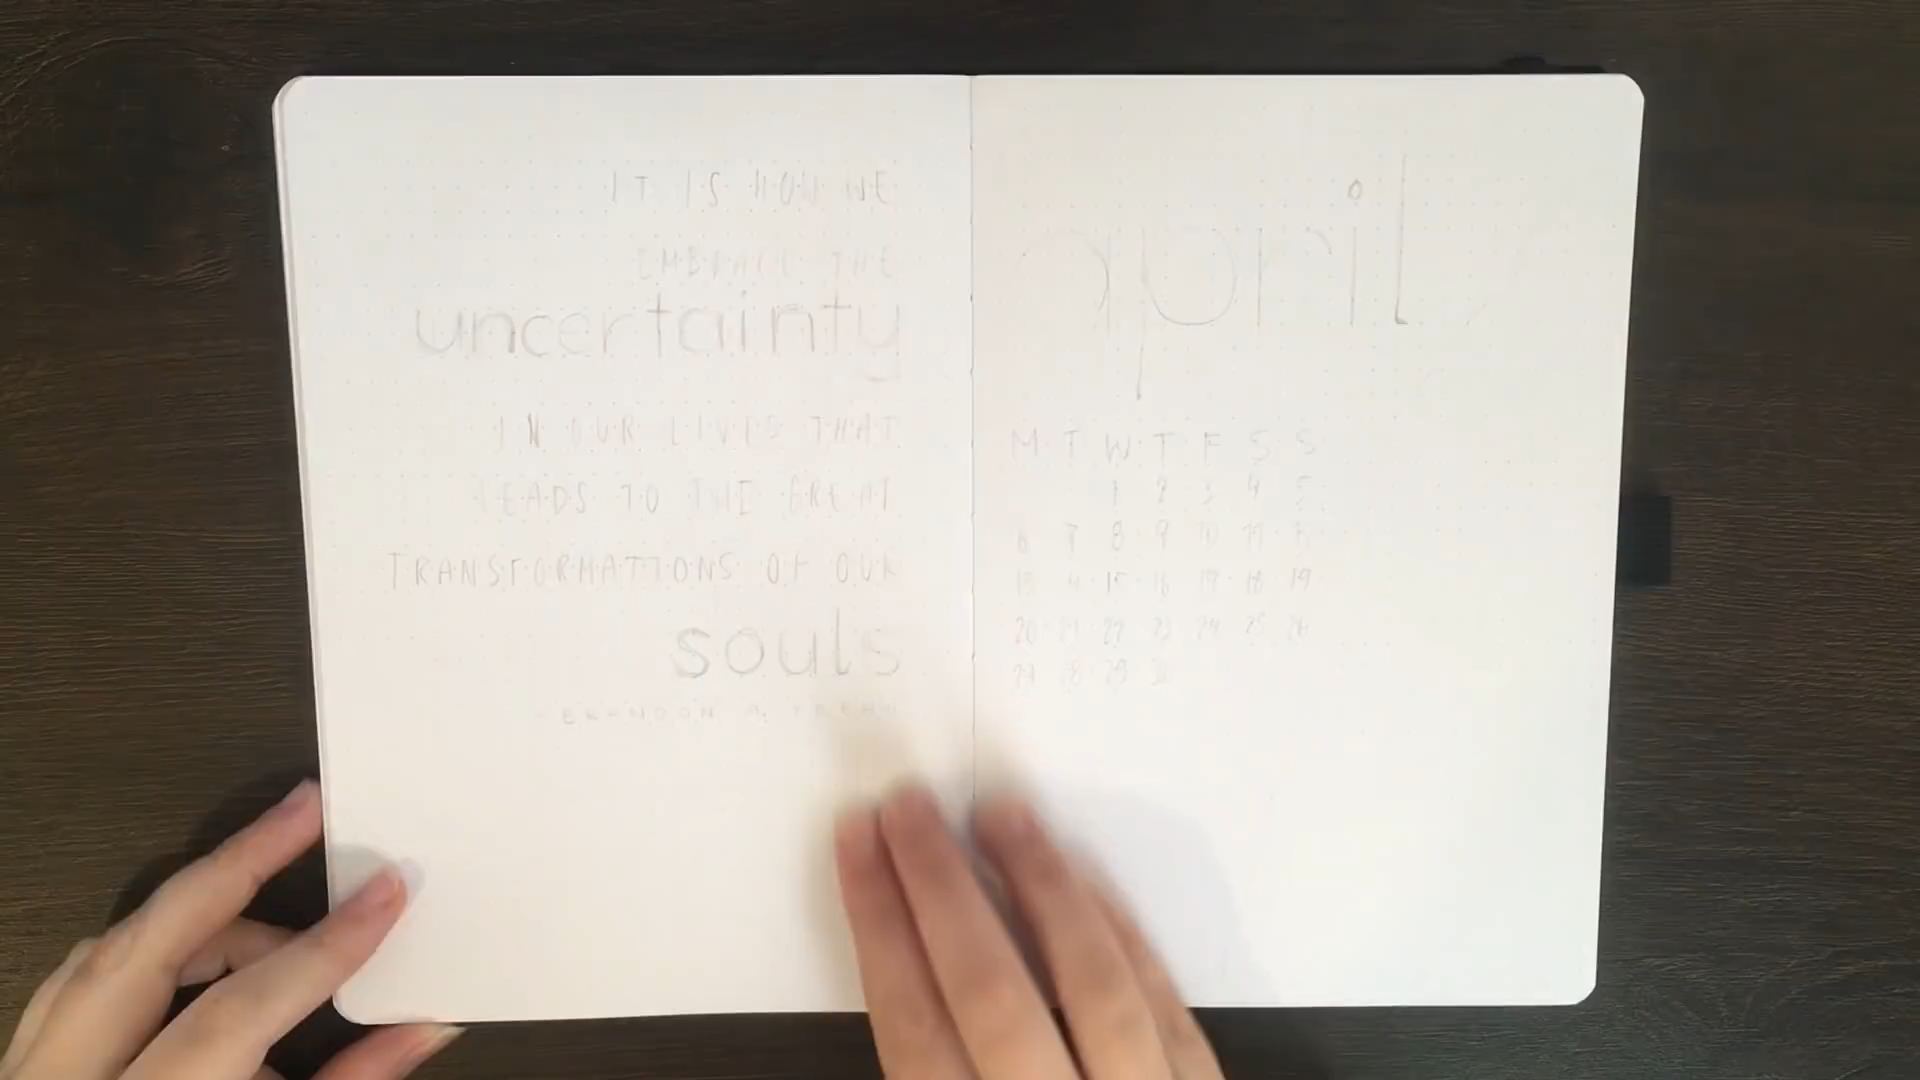 IT IS HOW WE
EMBRACE THE
uncertainty
IN OUR LIVES THAT
LEADS TO THE GREAT
TRANSFORMATIONS OF OUR
souls
- BRANDON A.
april
M T W T F S S
1 2 3 4 5
6 7 8 9 10 11 12
13 14 15 16 17 18 19
20 21 22 23 24 25 26
27 28 29 30